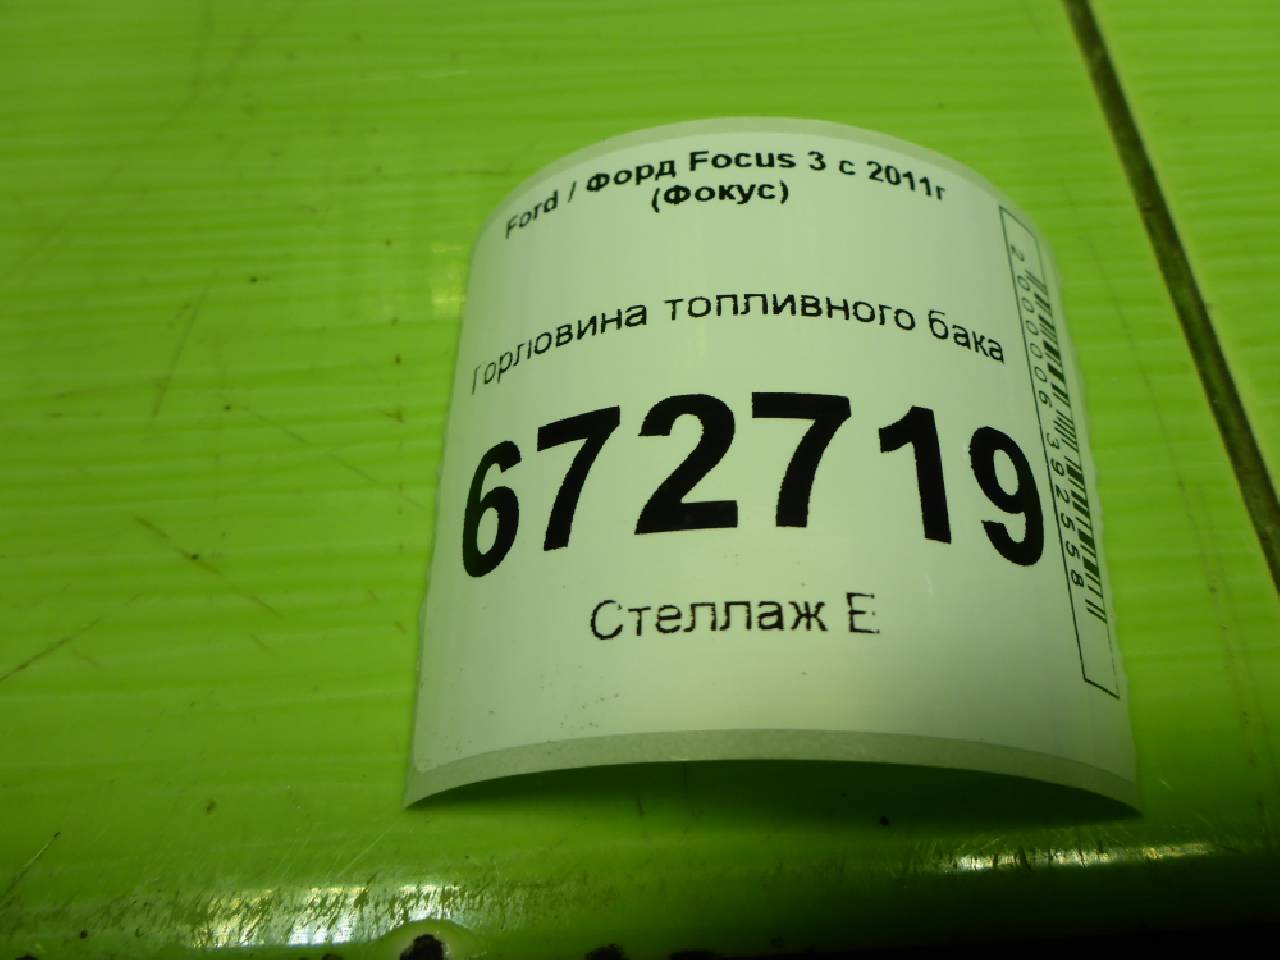 Ford / Форд Focus 3 с 2011г
(Фокус)
Горловина топливного бака
672719
Стеллаж Е
2000006392558